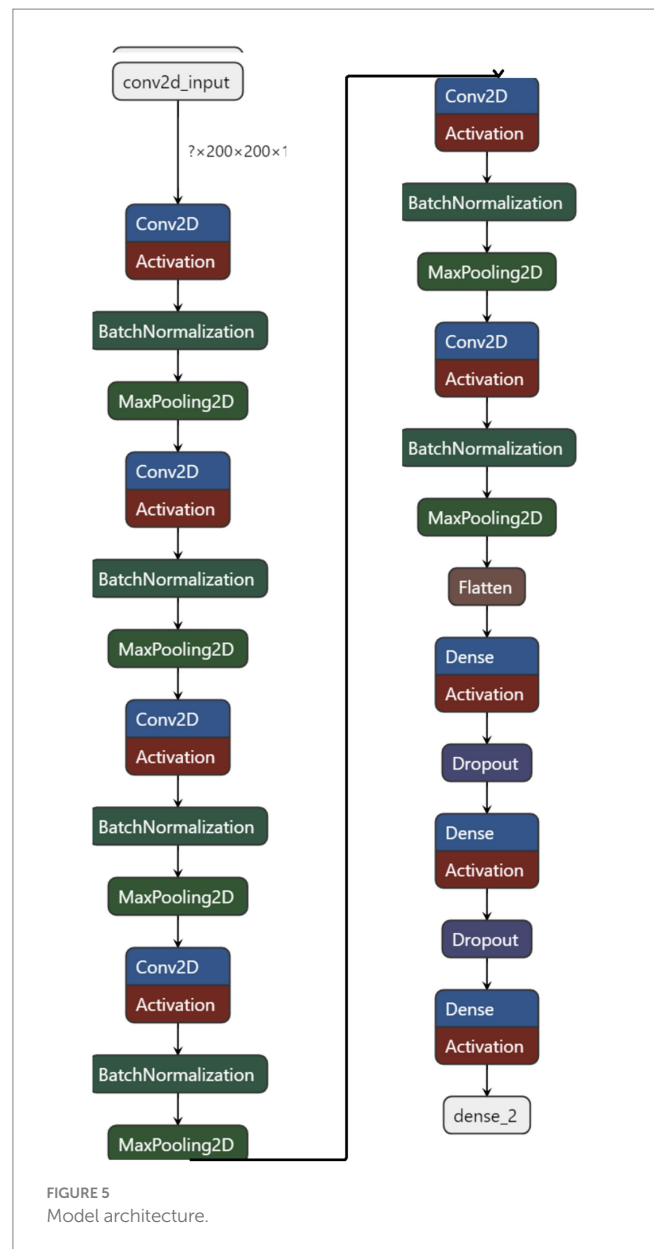 conv2d_input
?×200×200×1
Conv2D
Activation
BatchNormalization
MaxPooling2D
Conv2D
Activation
BatchNormalization
MaxPooling2D
Conv2D
Activation
BatchNormalization
MaxPooling2D
Conv2D
Activation
BatchNormalization
MaxPooling2D
Conv2D
Activation
BatchNormalization
MaxPooling2D
Conv2D
Activation
BatchNormalization
MaxPooling2D
Flatten
Dense
Activation
Dropout
Dense
Activation
Dropout
Dense
Activation
dense_2
FIGURE 5
Model architecture.